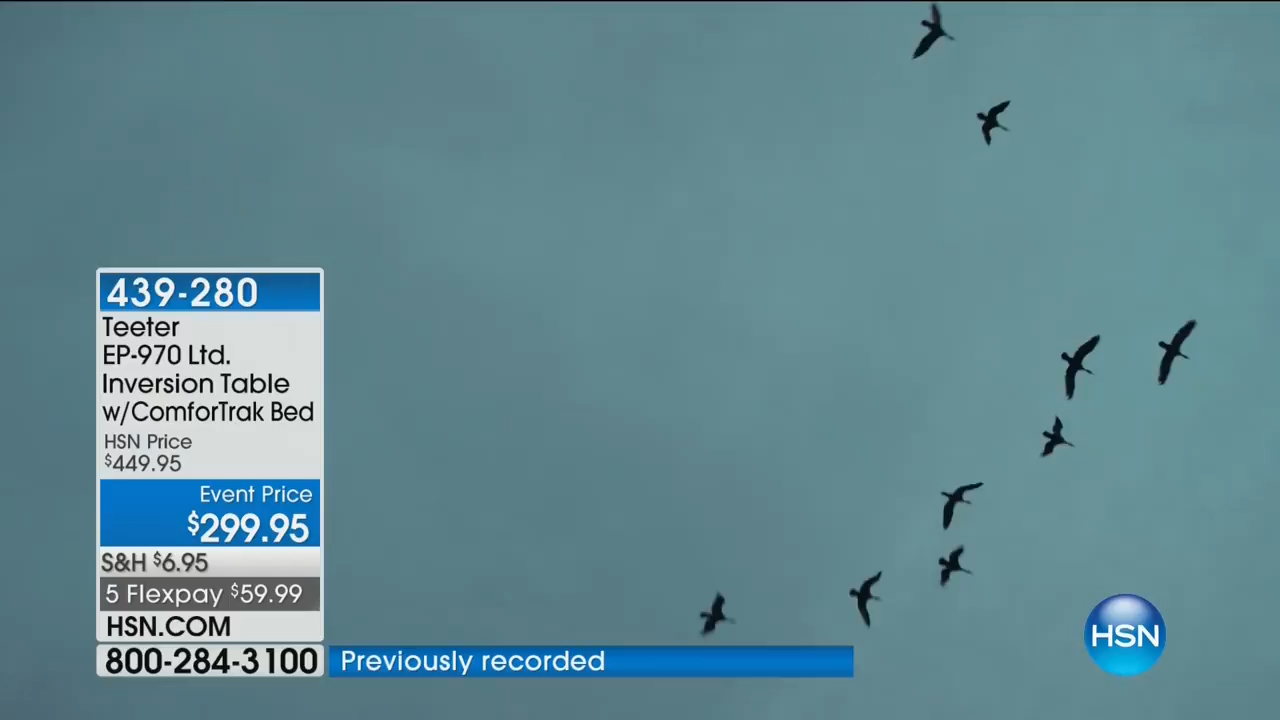 439-280
Teeter
EP-970 Ltd.
Inversion Table
w/ComforTrak Bed
HSN Price
$449.95
Event Price
$299.95
S&H $6.95
5 Flexpay $59.99
HSN.COM
800-284-3100
Previously recorded
HSN